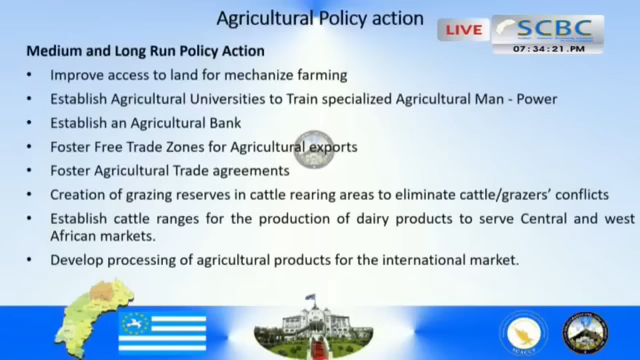 Agricultural Policy action
LIVE
SCBC
07:34:21.PM
Medium and Long Run Policy Action
• Improve access to land for mechanize farming
• Establish Agricultural Universities to Train specialized Agricultural Man - Power
• Establish an Agricultural Bank
• Foster Free Trade Zones for Agricultural exports
• Foster Agricultural Trade agreements
• Creation of grazing reserves in cattle rearing areas to eliminate cattle/grazers’ conflicts
• Establish cattle ranges for the production of dairy products to serve Central and west
African markets.
• Develop processing of agricultural products for the international market.